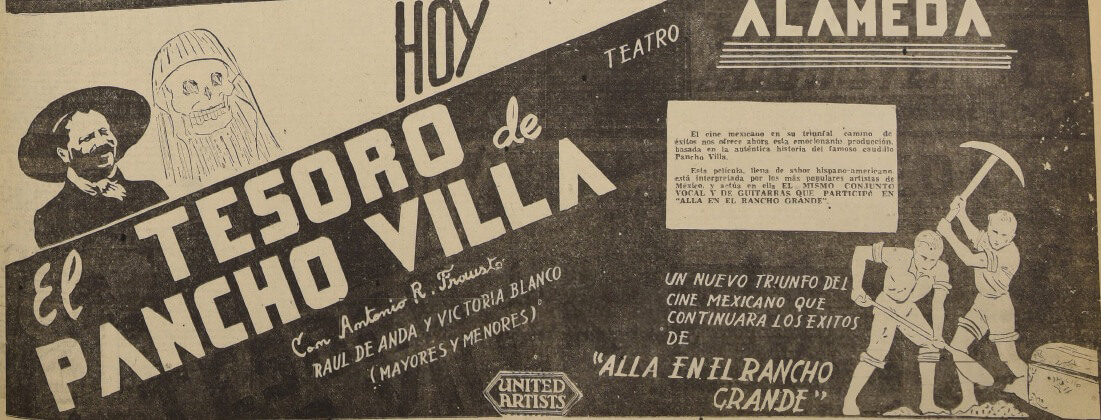 HOY
El TESORO de
PANCHO VILLA
Con Antonio R. Frausto
RAUL DE ANDA Y VICTORIA BLANCO
(MAYORES Y MENORES)
UNITED
ARTISTS
TEATRO
ALAMEDA
El cine mexicano en su triunfal camino de
éxitos nos ofrece ahora esta emocionante producción,
basada en la auténtica historia del famoso caudillo
Pancho Villa.
Esta película, llena de sabor hispano-americano
está interpretada por los más populares artistas de
México, y actúa en ella EL MISMO CONJUNTO
VOCAL Y DE GUITARRAS QUE PARTICIPO EN
"ALLA EN EL RANCHO GRANDE".
UN NUEVO TRIUNFO DEL
CINE MEXICANO QUE
CONTINUARA LOS EXITOS
DE
"ALLA EN EL RANCHO
GRANDE"